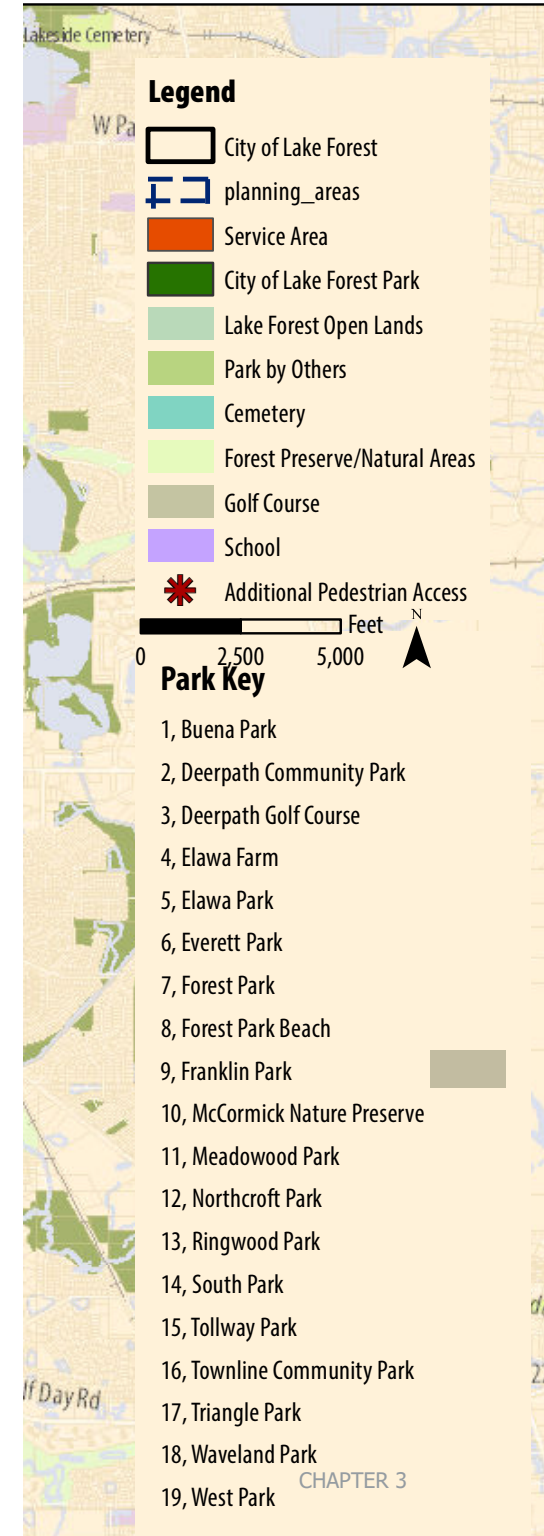 Lakeside Cemetery
Legend
W Pa
City of Lake Forest
planning_areas
Service Area
City of Lake Forest Park
Lake Forest Open Lands
Park by Others
Cemetery
Forest Preserve/Natural Areas
Golf Course
School
Additional Pedestrian Access
Feet
N
0 2,500 5,000
Park Key
1, Buena Park
2, Deerpath Community Park
3, Deerpath Golf Course
4, Elawa Farm
5, Elawa Park
6, Everett Park
7, Forest Park
8, Forest Park Beach
9, Franklin Park
10, McCormick Nature Preserve
11, Meadowood Park
12, Northcroft Park
13, Ringwood Park
14, South Park
15, Tollway Park
16, Townline Community Park
lf Day Rd
17, Triangle Park
18, Waveland Park
CHAPTER 3
19, West Park